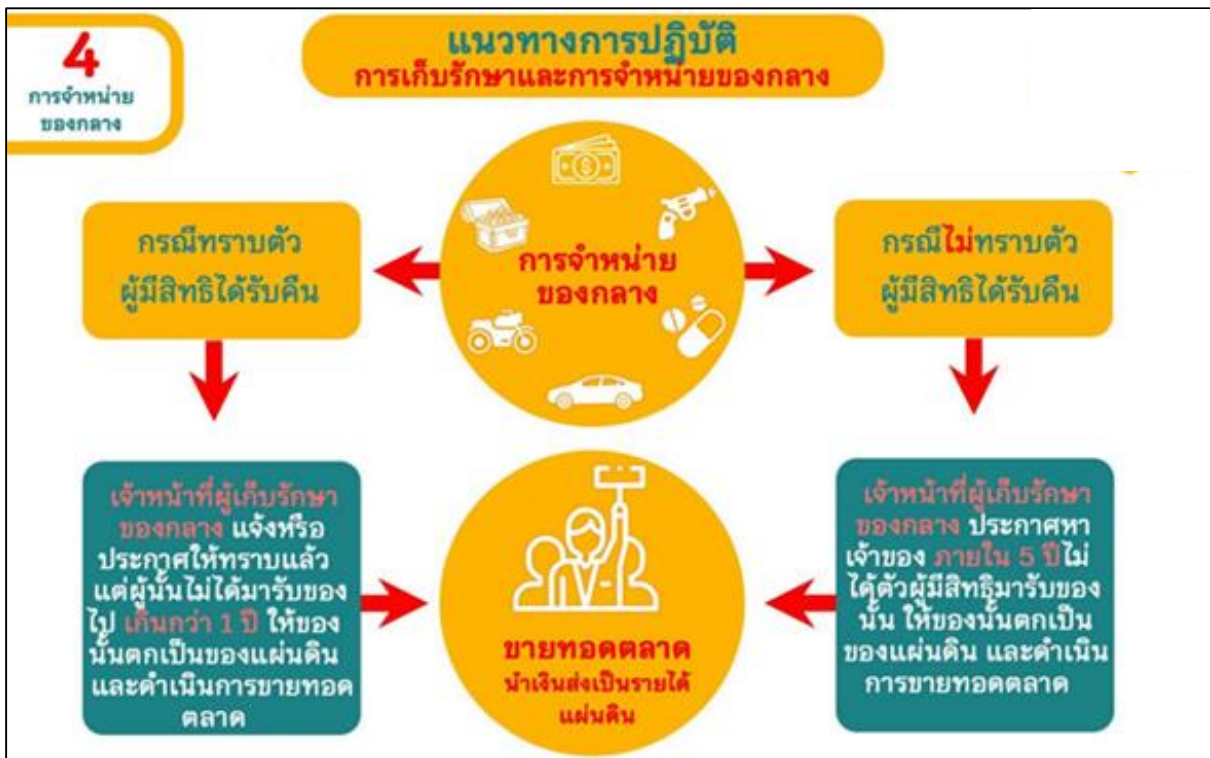 4
การจำหน่าย
ของกลาง
แนวทางการปฏิบัติ
การเก็บรักษาและการจำหน่ายของกลาง
การจำหน่าย
ของกลาง
กรณีทราบตัว
ผู้มีสิทธิได้รับคืน
กรณีไม่ทราบตัว
ผู้มีสิทธิได้รับคืน
เจ้าหน้าที่ผู้เก็บรักษา
ของกลาง แจ้งหรือ
ประกาศให้ทราบแล้ว
แต่ผู้นั้นไม่ได้มารับของ
ไป เกินกว่า 1 ปี ให้ของ
นั้นตกเป็นของแผ่นดิน
และดำเนินการขายทอด
ตลาด
ขายทอดตลาด
นำเงินส่งเป็นรายได้
แผ่นดิน
เจ้าหน้าที่ผู้เก็บรักษา
ของกลาง ประกาศหา
เจ้าของ ภายใน 5 ปีไม่
ได้ตัวผู้มีสิทธิมารับของ
นั้น ให้ของนั้นตกเป็น
ของแผ่นดิน และดำเนิน
การขายทอดตลาด